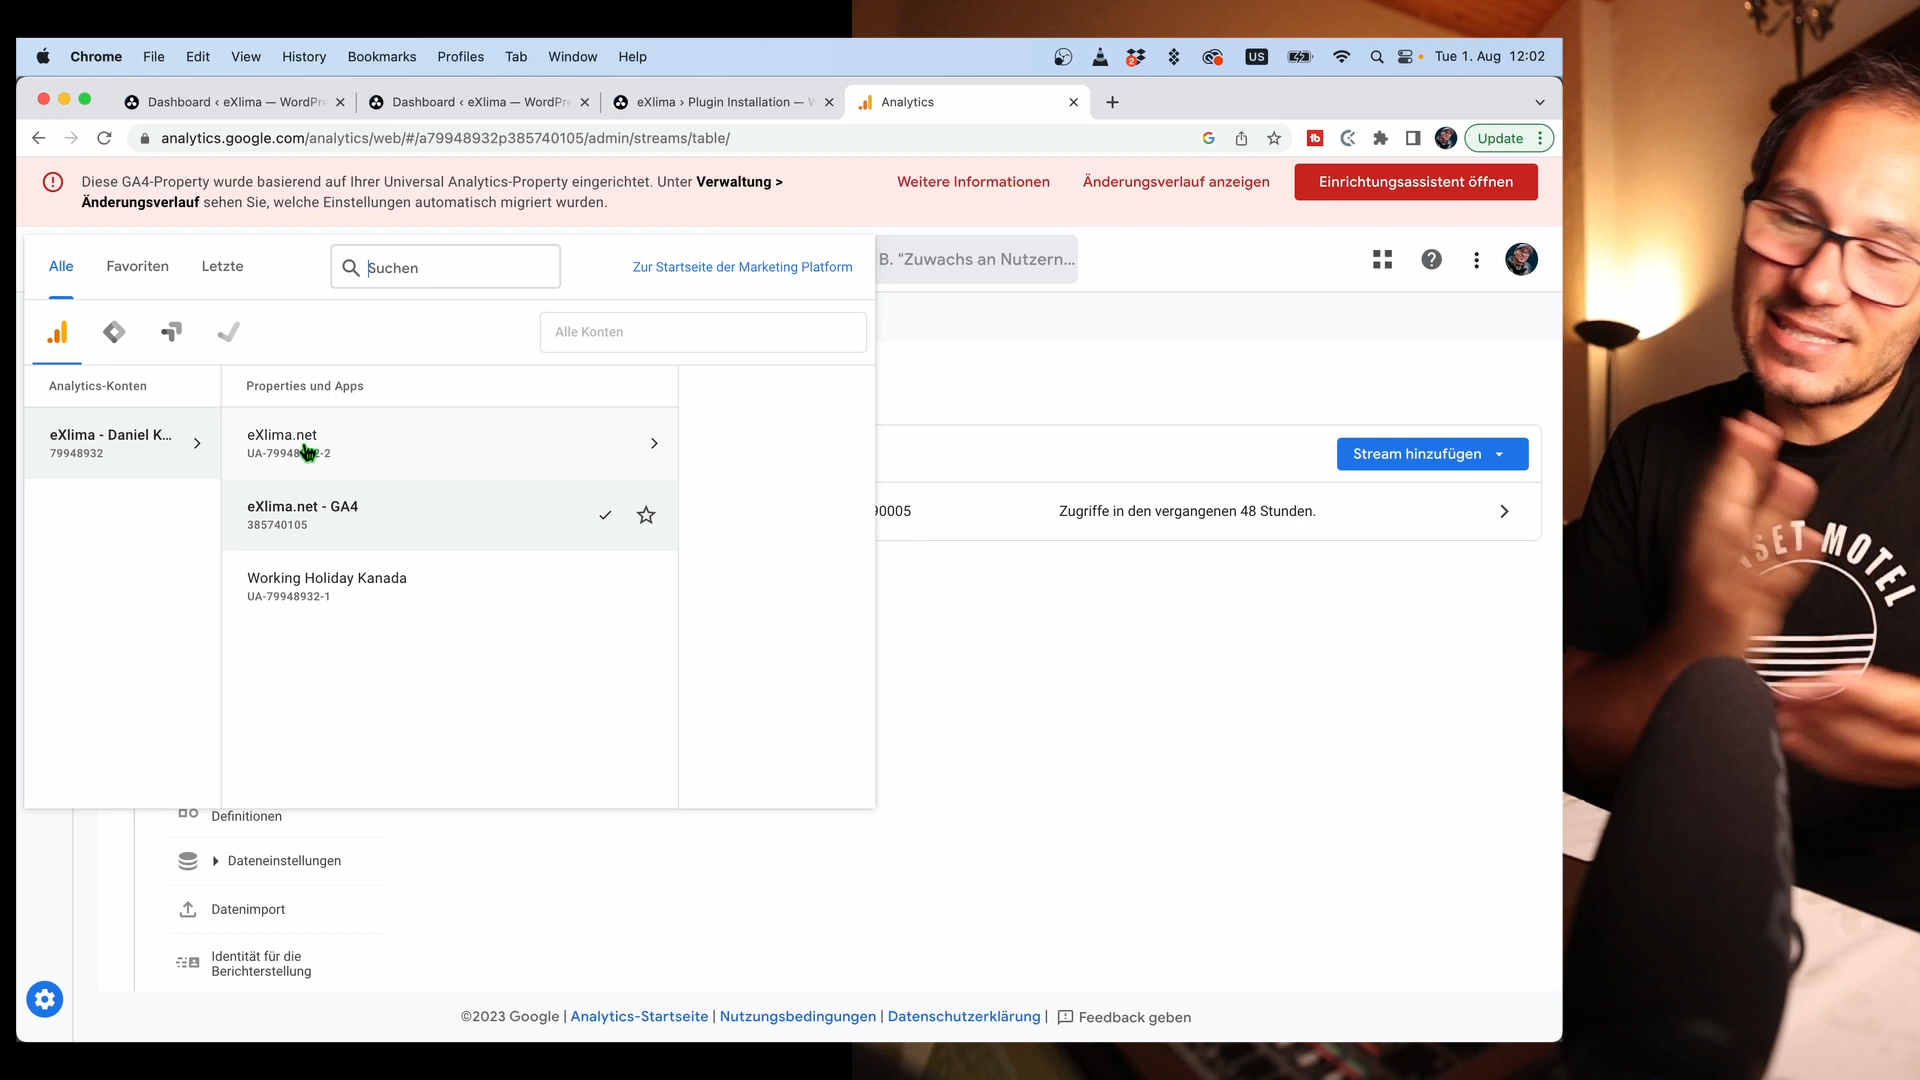 Chrome File Edit View History Bookmarks Profiles Tab Window Help
2 US Tue 1. Aug 12:02
Dashboard ‹ eXlima — WordPr
Dashboard ‹ eXlima — WordPr
eXlima › Plugin Installation — W
Analytics
analytics.google.com/analytics/web/#/a79948932p385740105/admin/streams/table/
Update
Diese GA4-Property wurde basierend auf Ihrer Universal Analytics-Property eingerichtet. Unter Verwaltung >
Änderungsverlauf sehen Sie, welche Einstellungen automatisch migriert wurden.
Weitere Informationen
Änderungsverlauf anzeigen
Einrichtungsassistent öffnen
Alle
Favoriten
Letzte
Suchen
Zur Startseite der Marketing Platform
B. "Zuwachs an Nutzern...
Alle Konten
Analytics-Konten
Properties und Apps
eXlima - Daniel K...
79948932
eXlima.net
eXlima.net - GA4
385740105
Working Holiday Kanada
UA-79948932-1
Stream hinzufügen
90005
Zugriffe in den vergangenen 48 Stunden.
Definitionen
Dateneinstellungen
Datenimport
Identität für die
Berichterstellung
©2023 Google | Analytics-Startseite | Nutzungsbedingungen | Datenschutzerklärung | Feedback geben
MOTEL